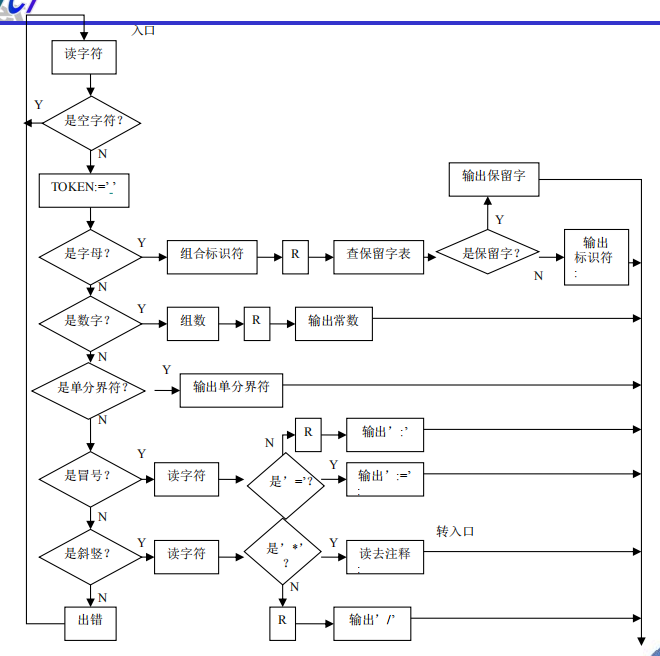 入口
读字符
Y
是空字符?
N
TOKEN:='_'
输出保留字
Y
是字母?
Y
组合标识符
R
查保留字表
是保留字?
N
输出
标识符
:
N
是数字?
Y
组数
R
输出常数
N
是单分界符?
Y
输出单分界符
N
N
R
输出’:’
是冒号?
Y
读字符
是’=’?
Y
输出’:=’
:
N
是斜竖?
Y
读字符
是’*’
?
Y
读去注释
:
转入口
N
出错
N
R
输出’/’